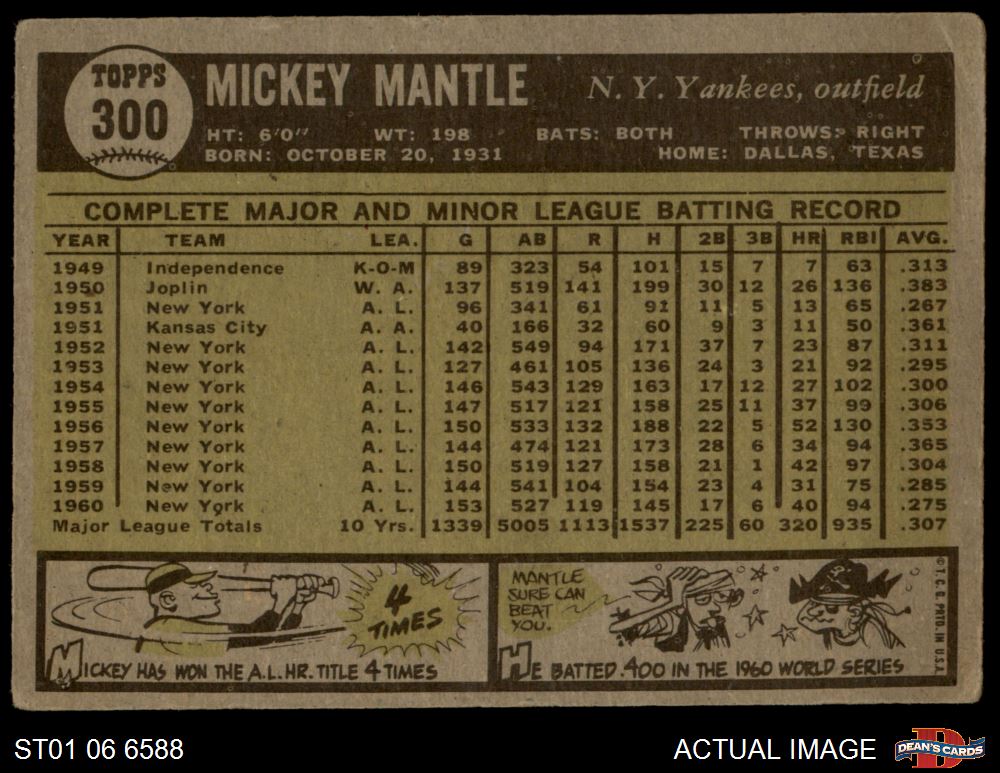 TOPPS
300
MICKEY MANTLE
N. Y. Yankees, outfield
HT: 6'0" WT: 198 BATS: BOTH THROWS: RIGHT
BORN: OCTOBER 20, 1931 HOME: DALLAS, TEXAS
COMPLETE MAJOR AND MINOR LEAGUE BATTING RECORD
YEAR TEAM LEA. G AB R H 2B 3B HR RBI AVG.
1949 Independence K-O-M 89 323 54 101 15 7 7 63 .313
1950 Joplin W. A. 137 519 141 199 30 12 26 136 .383
1951 New York A. L. 96 341 61 91 11 5 13 65 .267
1951 Kansas City A. A. 40 166 32 60 9 3 11 50 .361
1952 New York A. L. 142 549 94 171 37 7 23 87 .311
1953 New York A. L. 127 461 105 136 24 3 21 92 .295
1954 New York A. L. 146 543 129 163 17 12 27 102 .300
1955 New York A. L. 147 517 121 158 25 11 37 99 .306
1956 New York A. L. 150 533 132 188 22 5 52 130 .353
1957 New York A. L. 144 474 121 173 28 6 34 94 .365
1958 New York A. L. 150 519 127 158 21 1 42 97 .304
1959 New York A. L. 144 541 104 154 23 4 31 75 .285
1960 New York A. L. 153 527 119 145 17 6 40 94 .275
Major League Totals 10 Yrs. 1339 5005 1113 1537 225 60 320 935 .307
4
TIMES
MICKEY HAS WON THE A.L. HR. TITLE 4 TIMES
MANTLE
SURE CAN
BEAT
YOU.
HE BATTED .400 IN THE 1960 WORLD SERIES
© T. C. G. PRTD. IN U.S.A.
ST01 06 6588
ACTUAL IMAGE
D
DEAN'S CARDS